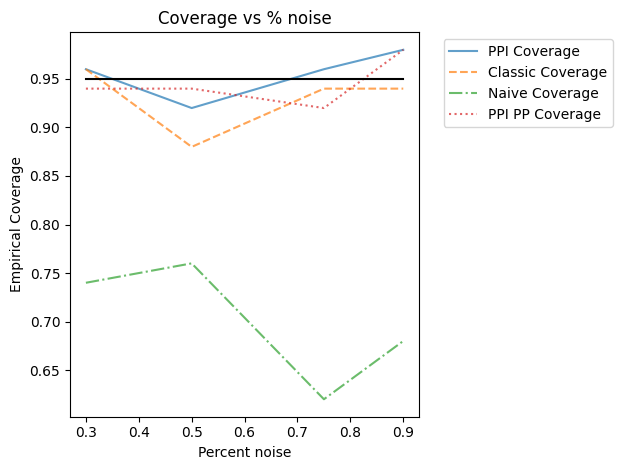 Coverage vs % noise
PPI Coverage
Classic Coverage
Naive Coverage
PPI PP Coverage
Empirical Coverage
0.95
0.90
0.85
0.80
0.75
0.70
0.65
0.3 0.4 0.5 0.6 0.7 0.8 0.9
Percent noise